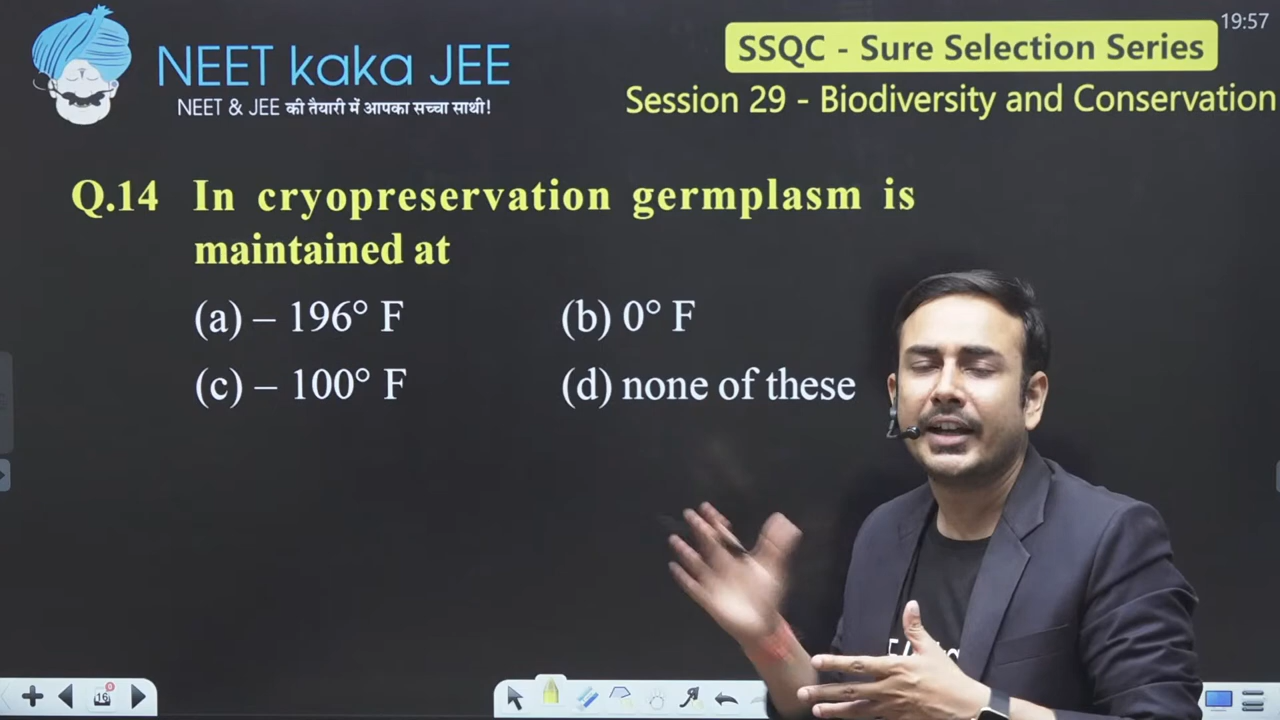 19:57
NEET kaka JEE
NEET & JEE की तैयारी में आपका सच्चा साथी!
SSQC - Sure Selection Series
Session 29 - Biodiversity and Conservation
Q.14 In cryopreservation germplasm is
maintained at
(a) – 196° F (b) 0° F
(c) – 100° F (d) none of these
16